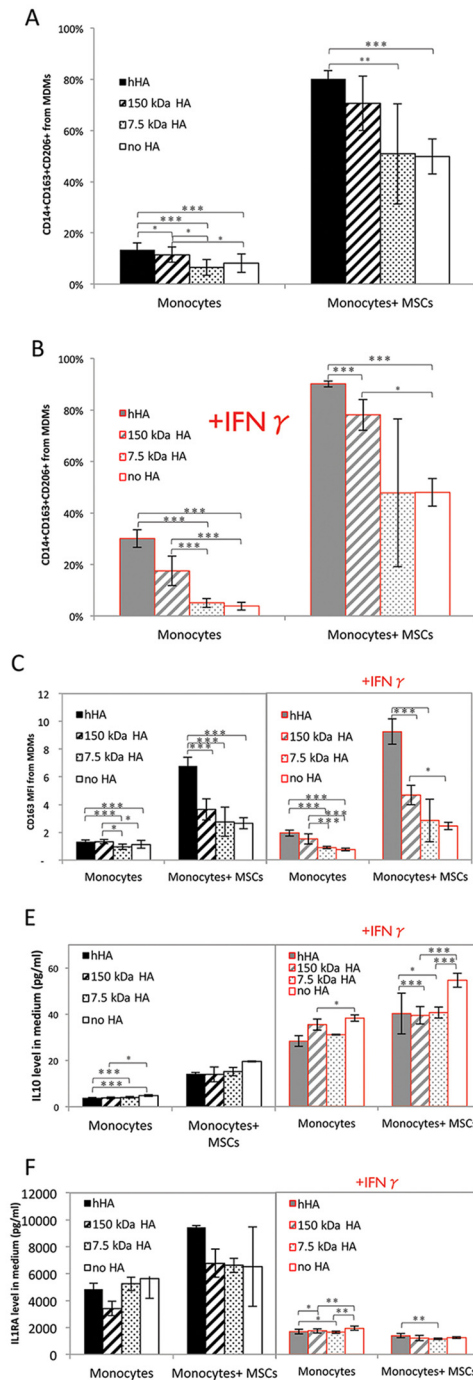 A
CD14+CD163+CD206+ from MDMs
100%
80%
60%
40%
20%
0%
hHA
150 kDa HA
7.5 kDa HA
no HA
***
***
*
*
***
*
***
**
Monocytes
Monocytes+ MSCs
B
CD14+CD163+CD206+ from MDMs
100%
80%
60%
40%
20%
0%
hHA
150 kDa HA
7.5 kDa HA
no HA
+IFN γ
***
***
***
***
***
***
*
Monocytes
Monocytes+ MSCs
C
+IFN γ
CD163 MFI from MDMs
12
10
8
6
4
2
-
hHA
150 kDa HA
7.5 kDa HA
no HA
***
***
*
*
***
***
***
Monocytes
Monocytes+ MSCs
hHA
150 kDa HA
7.5 kDa HA
no HA
***
***
***
***
***
*
Monocytes
Monocytes+ MSCs
E
+IFN γ
IL10 level in medium (pg/ml)
60
40
20
0
hHA
150 kDa HA
7.5 kDa HA
no HA
*
***
***
Monocytes
Monocytes+
MSCs
hHA
150 kDa HA
7.5 kDa HA
no HA
*
***
*
***
***
Monocytes
Monocytes+ MSCs
F
+IFN γ
IL1RA level in medium (pg/ml)
12000
10000
8000
6000
4000
2000
0
hHA
150 kDa HA
7.5 kDa HA
no HA
Monocytes
Monocytes+ MSCs
hHA
150 kDa HA
7.5 kDa HA
no HA
*
**
*
**
**
Monocytes
Monocytes+ MSCs